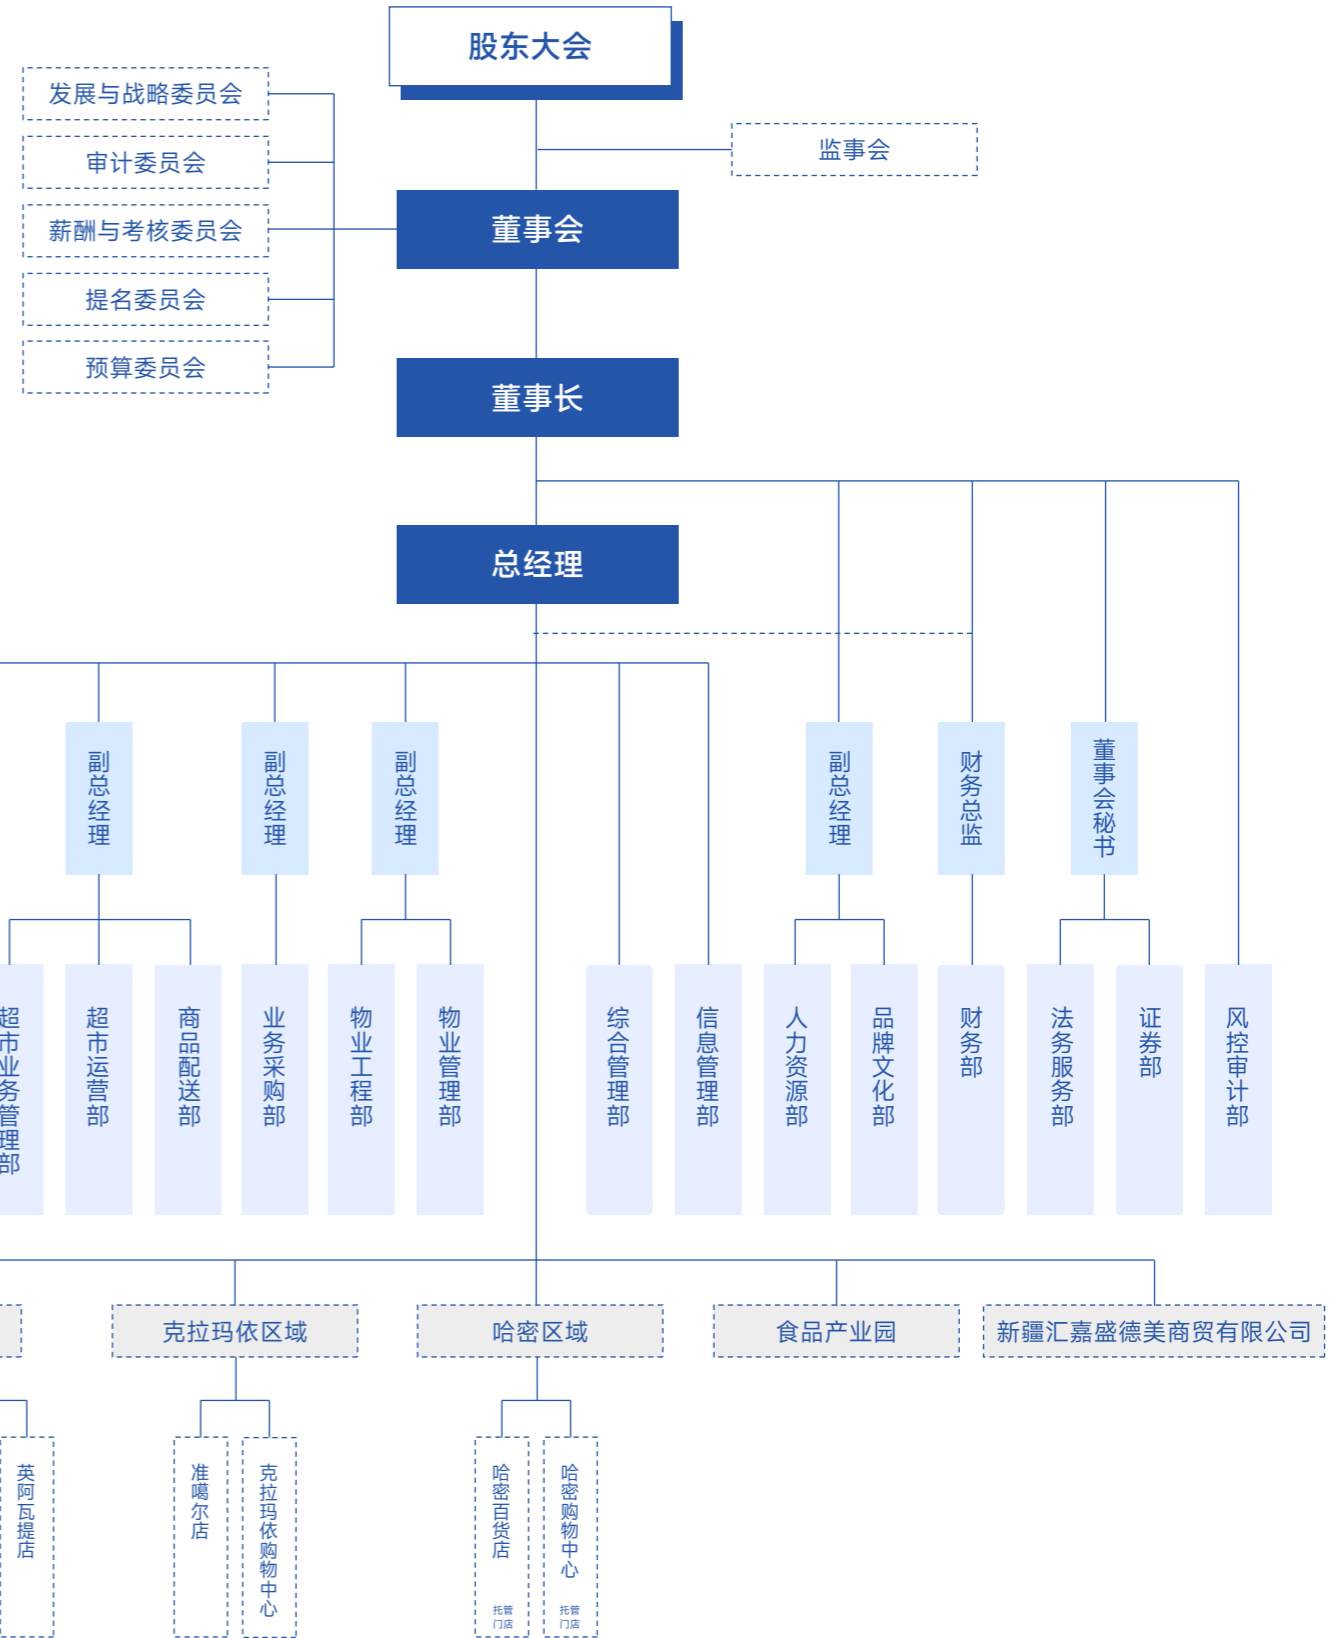 股东大会
发展与战略委员会
审计委员会
薪酬与考核委员会
提名委员会
预算委员会
监事会
董事会
董事长
总经理
副总经理
副总经理
副总经理
副总经理
财务总监
董事会秘书
超市业务管理部
超市运营部
商品配送部
业务采购部
物业工程部
物业管理部
综合管理部
信息管理部
人力资源部
品牌文化部
财务部
法务服务部
证券部
风控审计部
克拉玛依区域
哈密区域
食品产业园
新疆汇嘉盛德美商贸有限公司
英阿瓦提店
准噶尔店
克拉玛依购物中心
哈密百货店
托管
门店
哈密购物中心
托管
门店